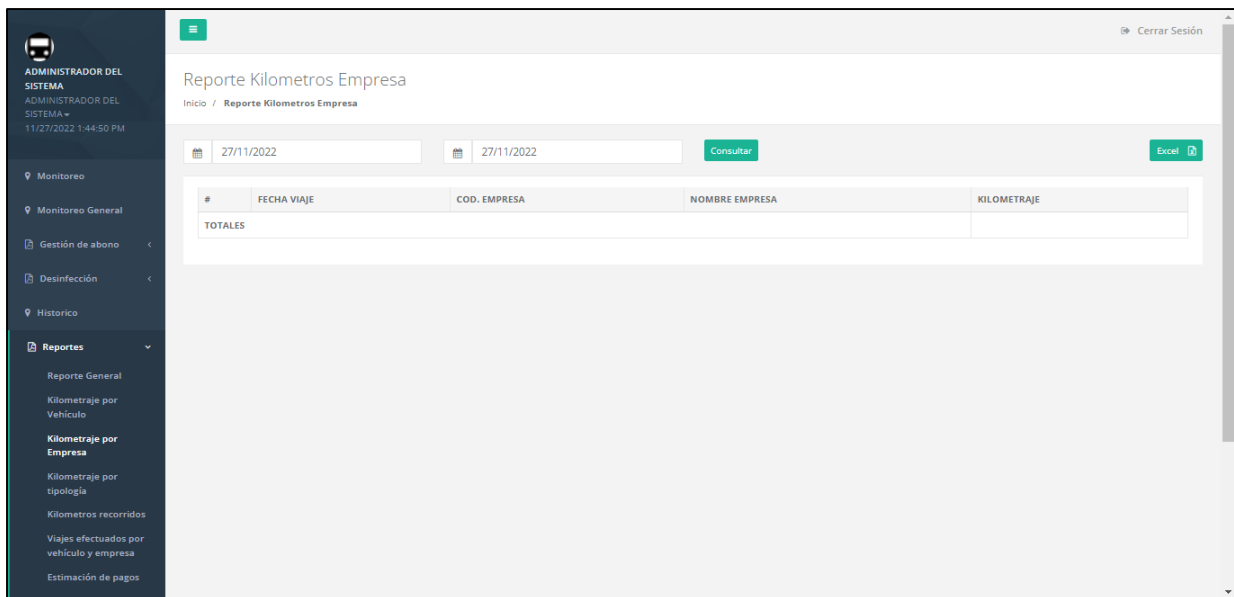 ADMINISTRADOR DEL
SISTEMA
ADMINISTRADOR DEL
SISTEMA
11/27/2022 1:44:50 PM
Monitoreo
Monitoreo General
Gestión de abono
Desinfección
Historico
Reportes
Reporte General
Kilometraje por
Vehículo
Kilometraje por
Empresa
Kilometraje por
tipología
Kilometros recorridos
Viajes efectuados por
vehículo y empresa
Estimación de pagos
Cerrar Sesión
Reporte Kilometros Empresa
Inicio / Reporte Kilometros Empresa
27/11/2022 27/11/2022 Consultar Excel
# FECHA VIAJE COD. EMPRESA NOMBRE EMPRESA KILOMETRAJE
TOTALES